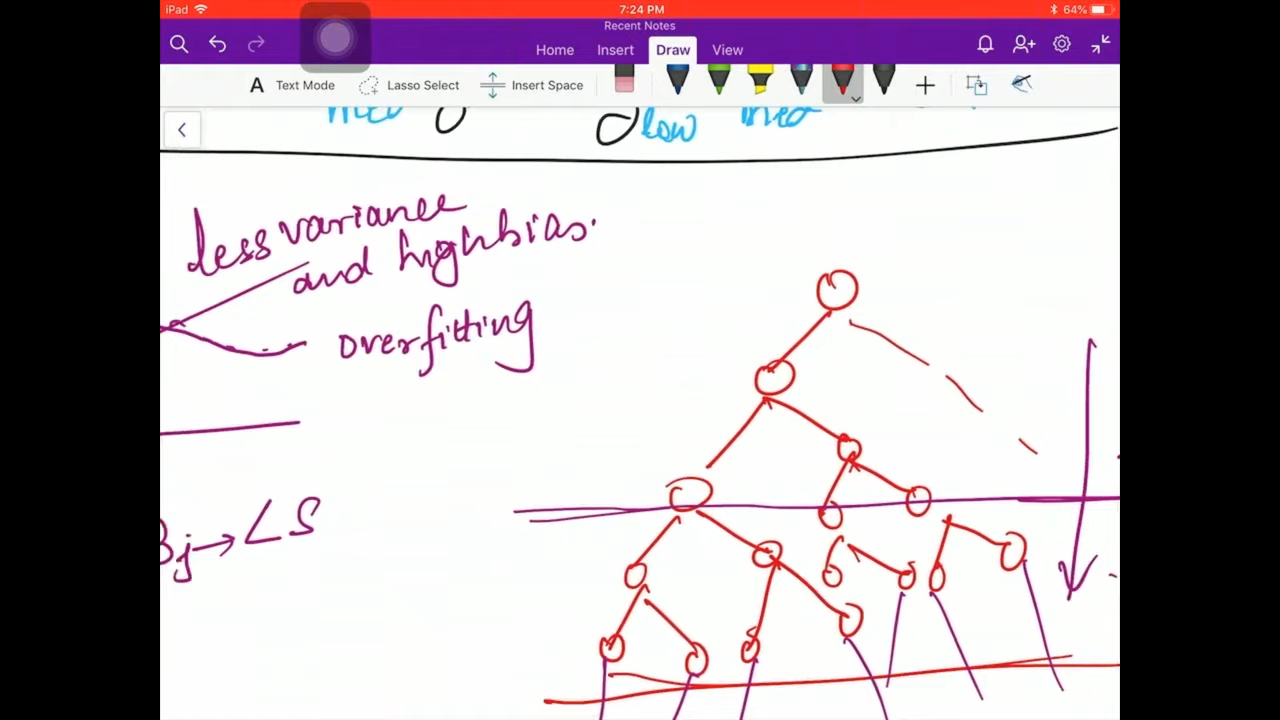 iPad 7:24 PM 64%
Recent Notes
Home Insert Draw View
A Text Mode Lasso Select Insert Space
low
less variance
and high bias.
overfitting
j→ LS